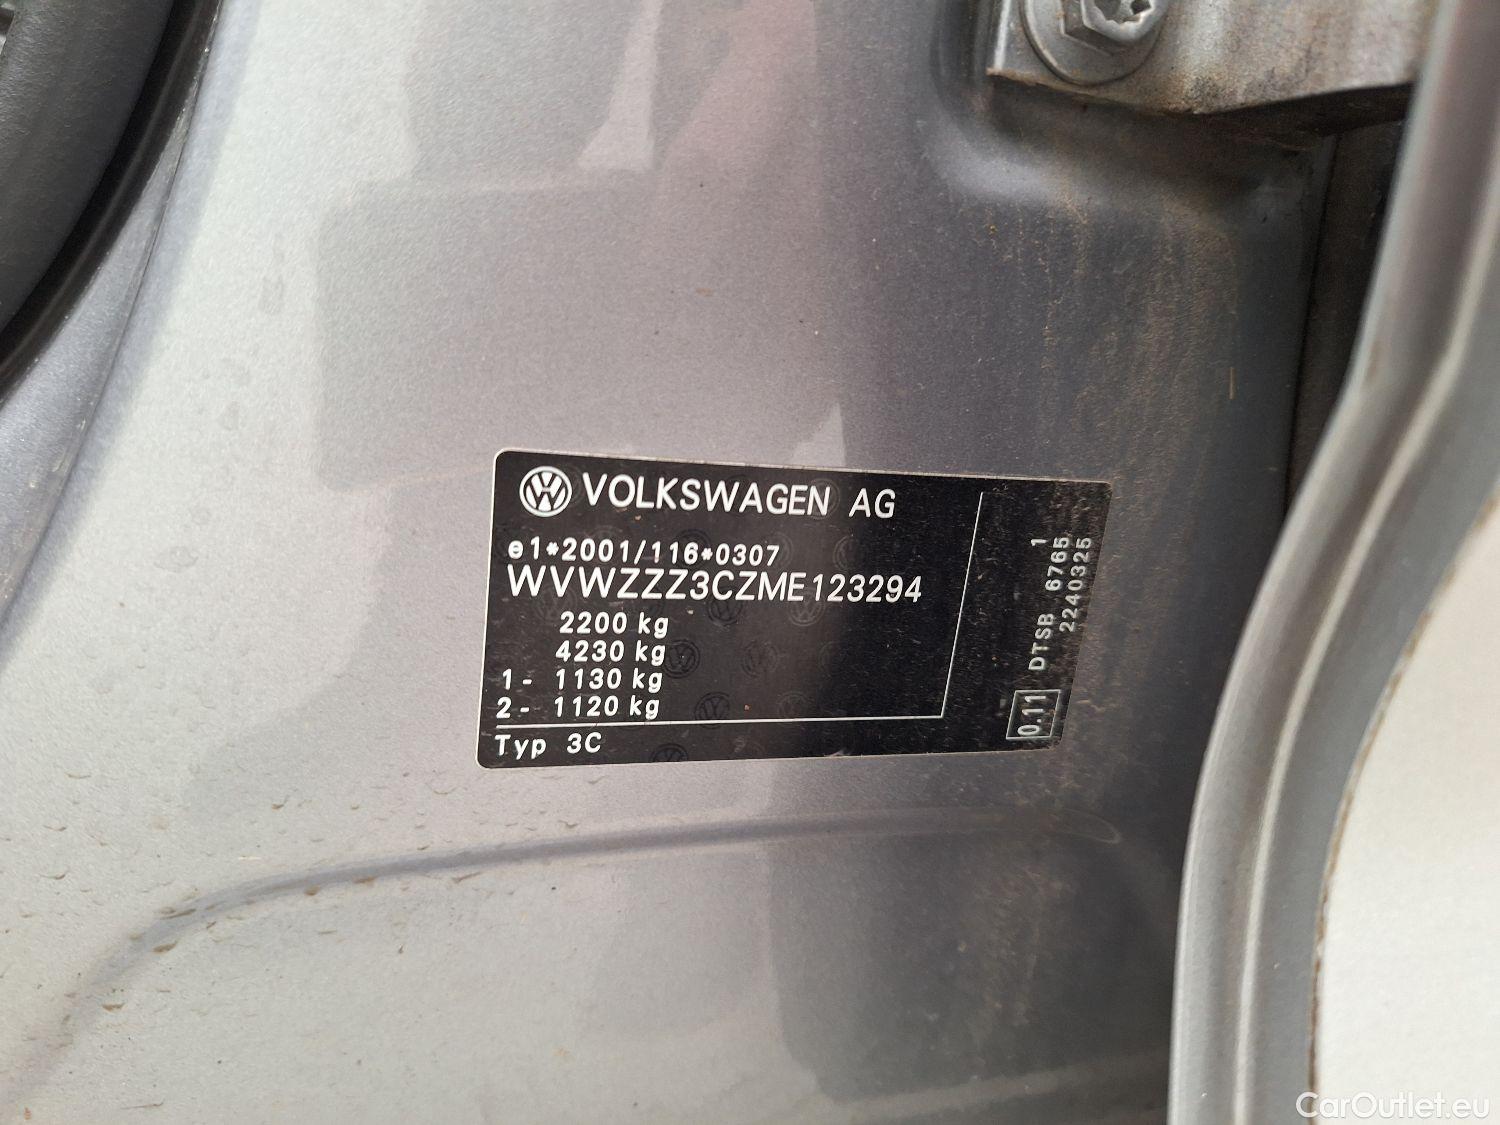 VOLKSWAGEN AG
e1*2001/116*0307
WVWZZZ3CZME123294
2200 kg
4230 kg
1- 1130 kg
2- 1120 kg
Typ 3C
1
DTSB 6765
2240325
0.11
CarOutlet.eu